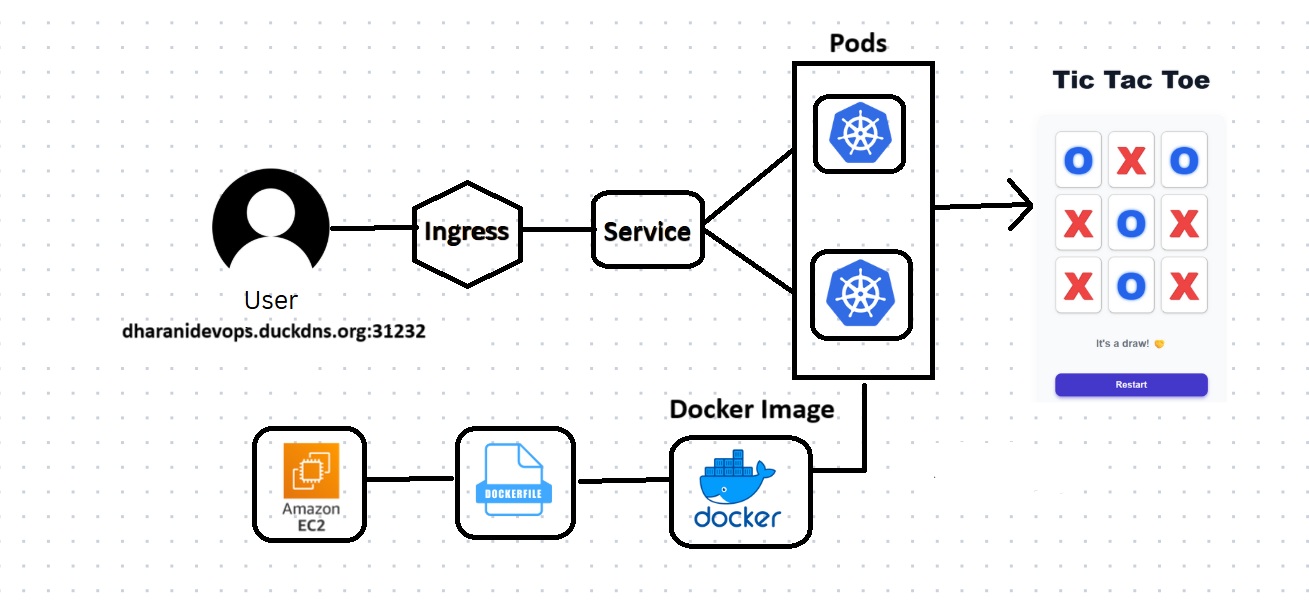 Pods
Tic Tac Toe
O X O
X O X
X O X
It's a draw! 🤝
Restart
Ingress
Service
User
dharanidevops.duckdns.org:31232
Docker Image
Amazon
EC2
DOCKERFILE
docker